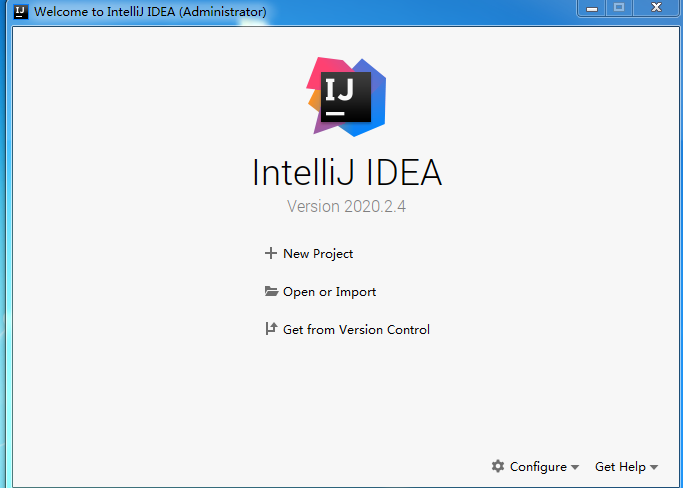 Welcome to IntelliJ IDEA (Administrator)
IJ
IntelliJ IDEA
Version 2020.2.4
New Project
Open or Import
Get from Version Control
Configure
Get Help